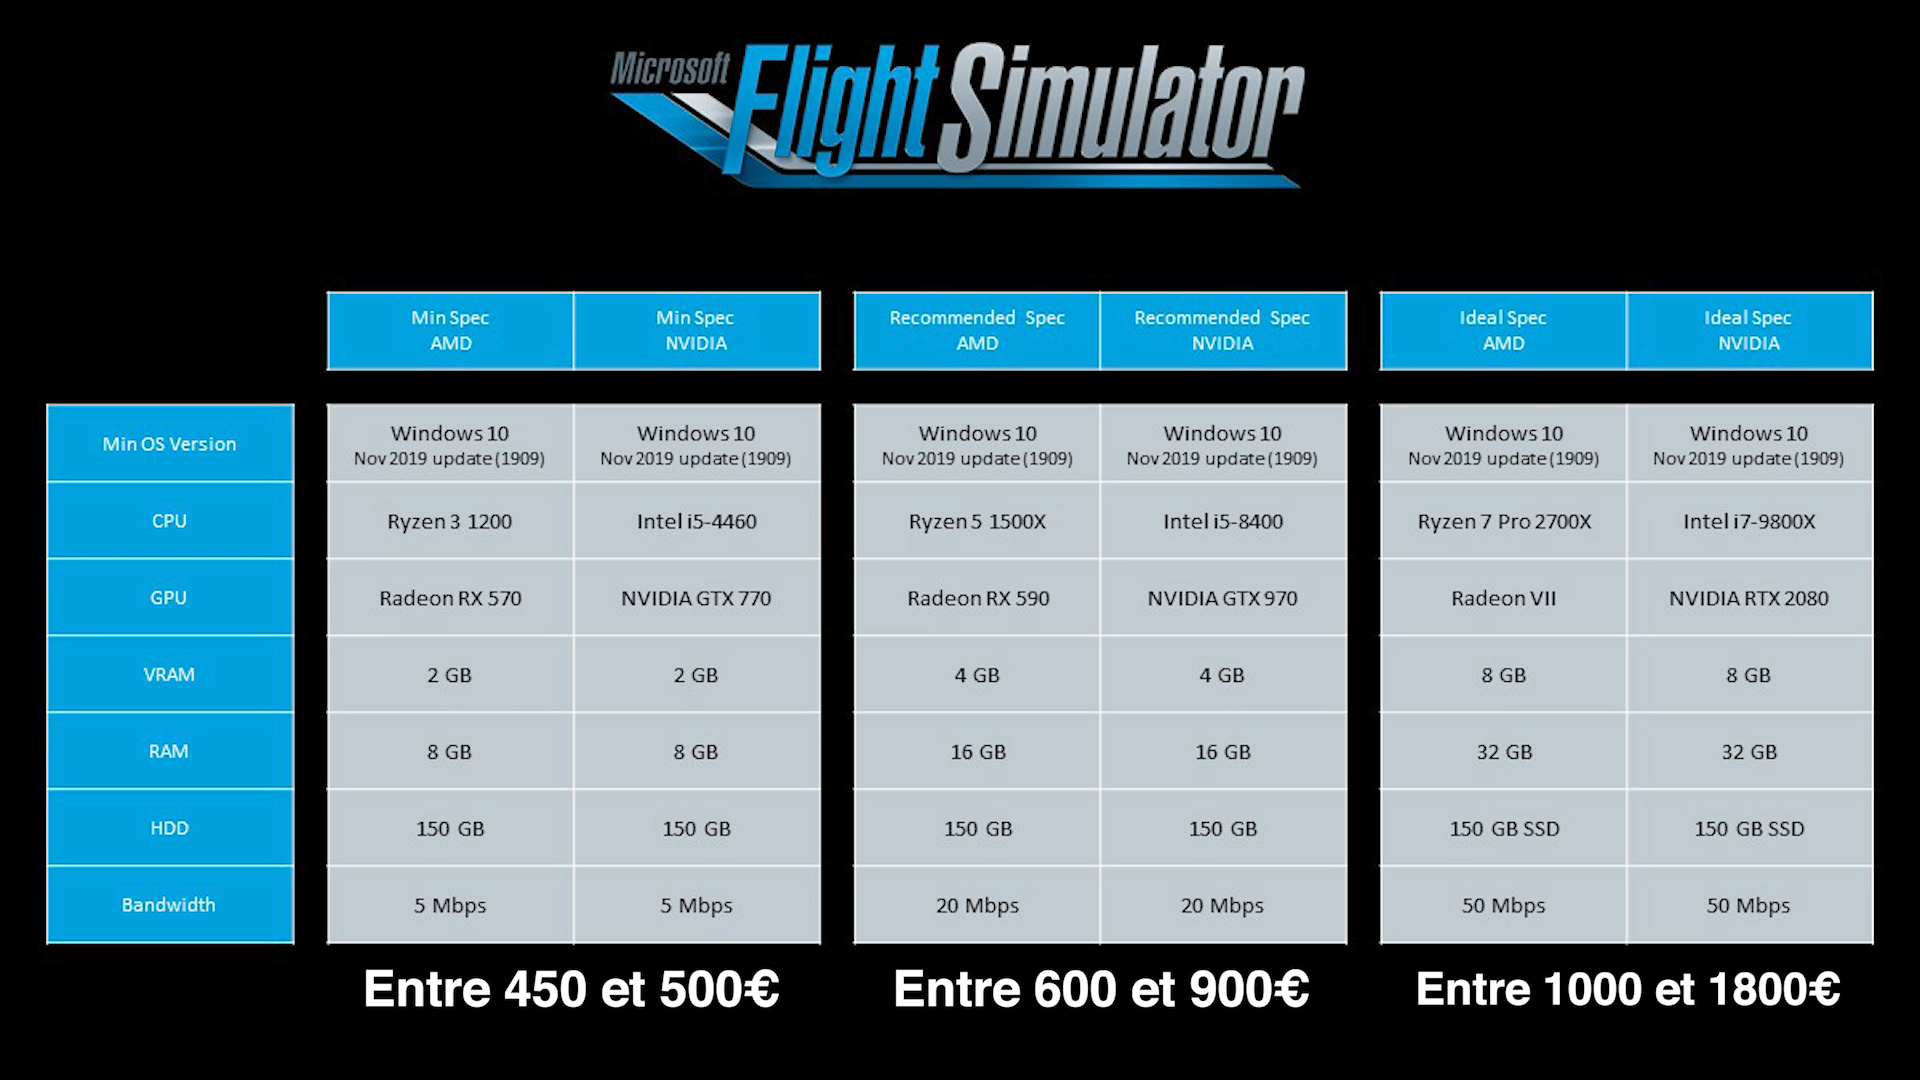 Microsoft Flight Simulator
Min Spec AMD
Min Spec NVIDIA
Recommended Spec AMD
Recommended Spec NVIDIA
Ideal Spec AMD
Ideal Spec NVIDIA
Min OS Version
Windows 10 Nov 2019 update (1909)
Windows 10 Nov 2019 update (1909)
Windows 10 Nov 2019 update (1909)
Windows 10 Nov 2019 update (1909)
Windows 10 Nov 2019 update (1909)
Windows 10 Nov 2019 update (1909)
CPU
Ryzen 3 1200
Intel i5-4460
Ryzen 5 1500X
Intel i5-8400
Ryzen 7 Pro 2700X
Intel i7-9800X
GPU
Radeon RX 570
NVIDIA GTX 770
Radeon RX 590
NVIDIA GTX 970
Radeon VII
NVIDIA RTX 2080
VRAM
2 GB
2 GB
4 GB
4 GB
8 GB
8 GB
RAM
8 GB
8 GB
16 GB
16 GB
32 GB
32 GB
HDD
150 GB
150 GB
150 GB
150 GB
150 GB SSD
150 GB SSD
Bandwidth
5 Mbps
5 Mbps
20 Mbps
20 Mbps
50 Mbps
50 Mbps
Entre 450 et 500€
Entre 600 et 900€
Entre 1000 et 1800€